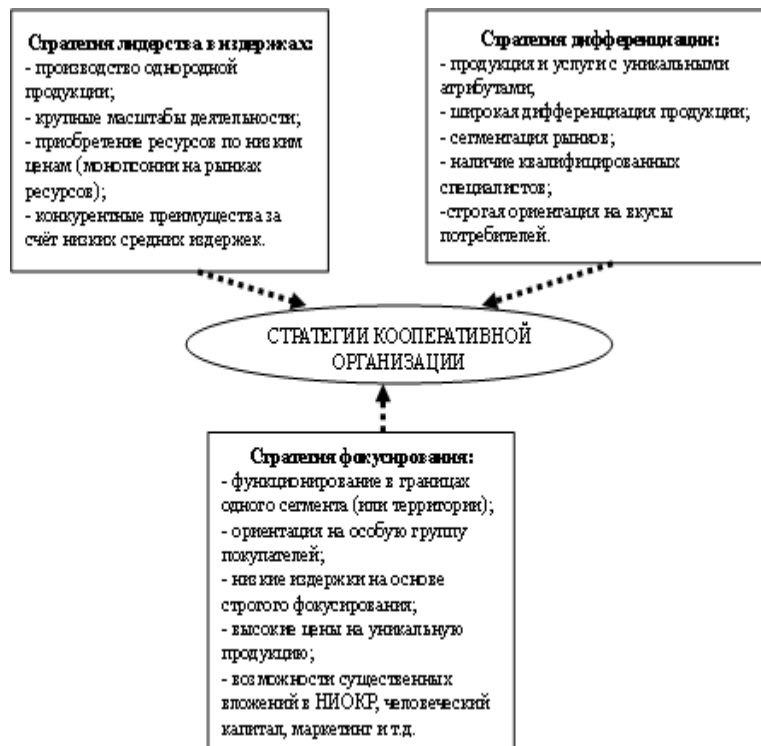 Стратегия лидерства в издержках:
- производство однородной
продукции;
- крупные масштабы деятельности;
- приобретение ресурсов по низким
ценам (монопсонии на рынках
ресурсов);
- конкурентные преимущества за
счёт низких средних издержек.
Стратегия дифференциации:
- продукция и услуги с уникальными
атрибутами;
- широкая дифференциация продукции;
- сегментация рынков;
- наличие квалифицированных
специалистов;
-строгая ориентация на вкусы
потребителей.
СТРАТЕГИИ КООПЕРАТИВНОЙ
ОРГАНИЗАЦИИ
Стратегия фокусирования:
- функционирование в границах
одного сегмента (или территории);
- ориентация на особую группу
покупателей;
- низкие издержки на основе
строгого фокусирования;
- высокие цены на уникальную
продукцию;
- возможности существенных
вложений в НИОКР, человеческий
капитал, маркетинг и т.д.